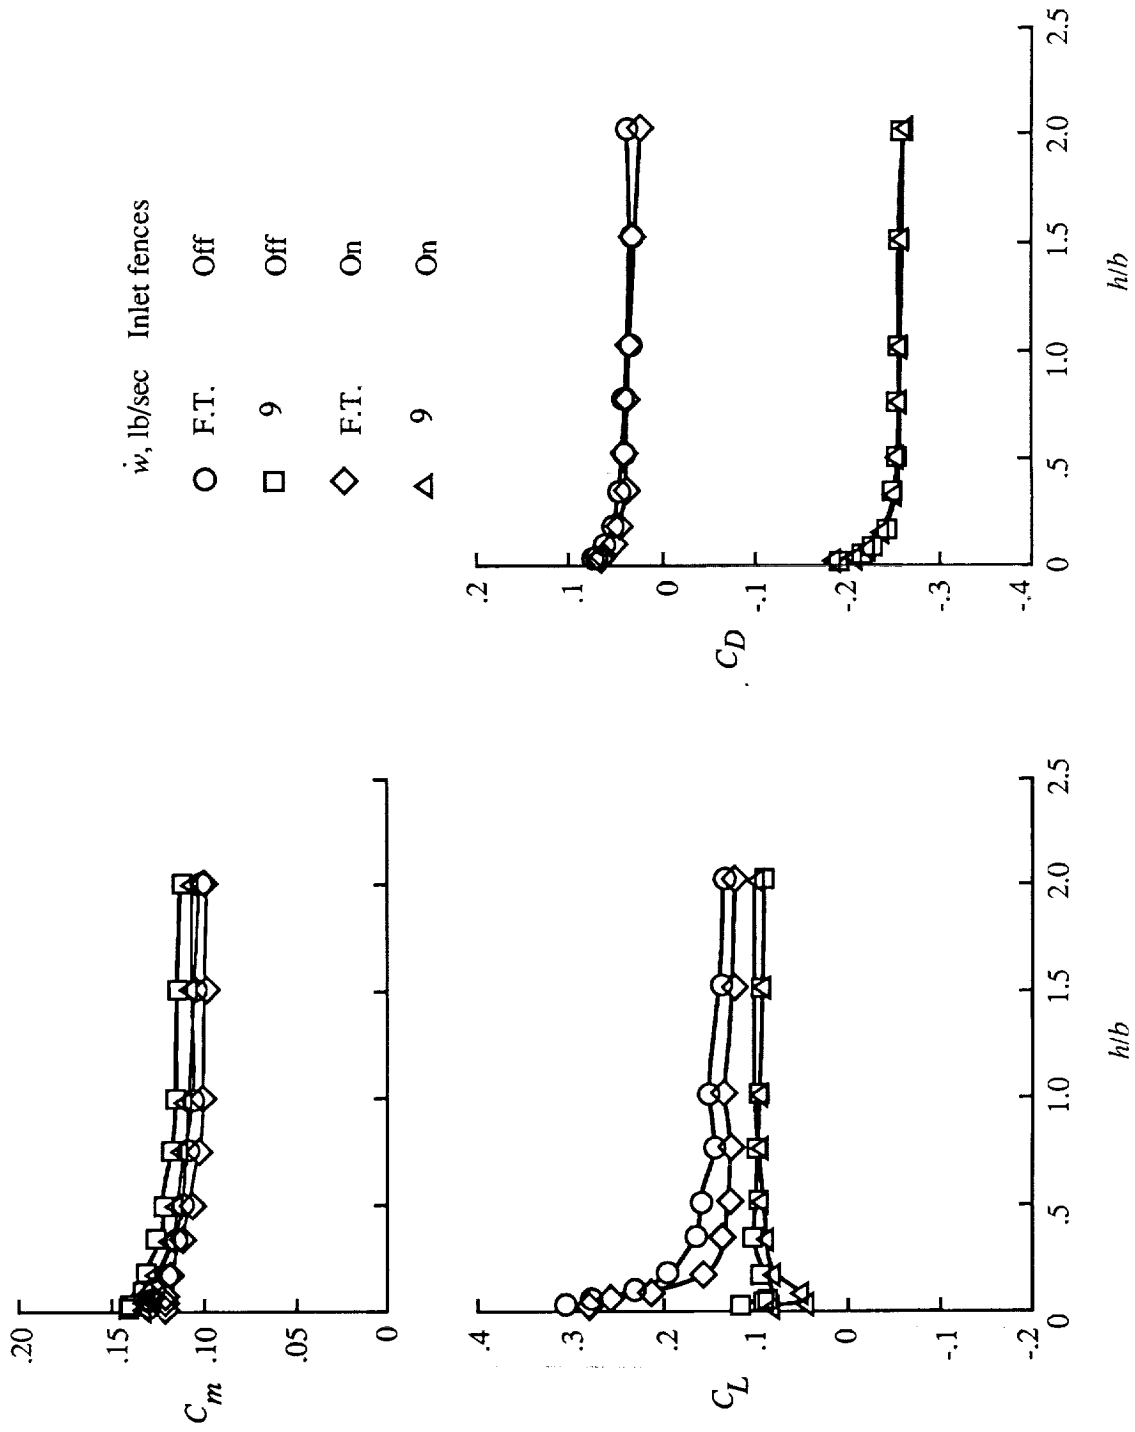 ẇ, lb/sec Inlet fences
F.T. Off
9 Off
F.T. On
9 On
.20
.15
.10
.05
0
C_m
.4
.3
.2
.1
0
-.1
-.2
C_L
0 .5 1.0 1.5 2.0 2.5
h/b
.2
.1
0
-.1
-.2
-.3
-.4
C_D
0 .5 1.0 1.5 2.0 2.5
h/b